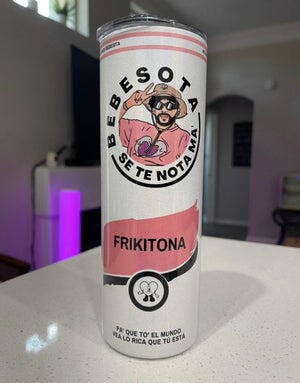 BEBESOTA
SE TE NOTA MA'
FRIKITONA
PA' QUE TO' EL MUNDO
VEA LO RICA QUE TÚ ESTÁ